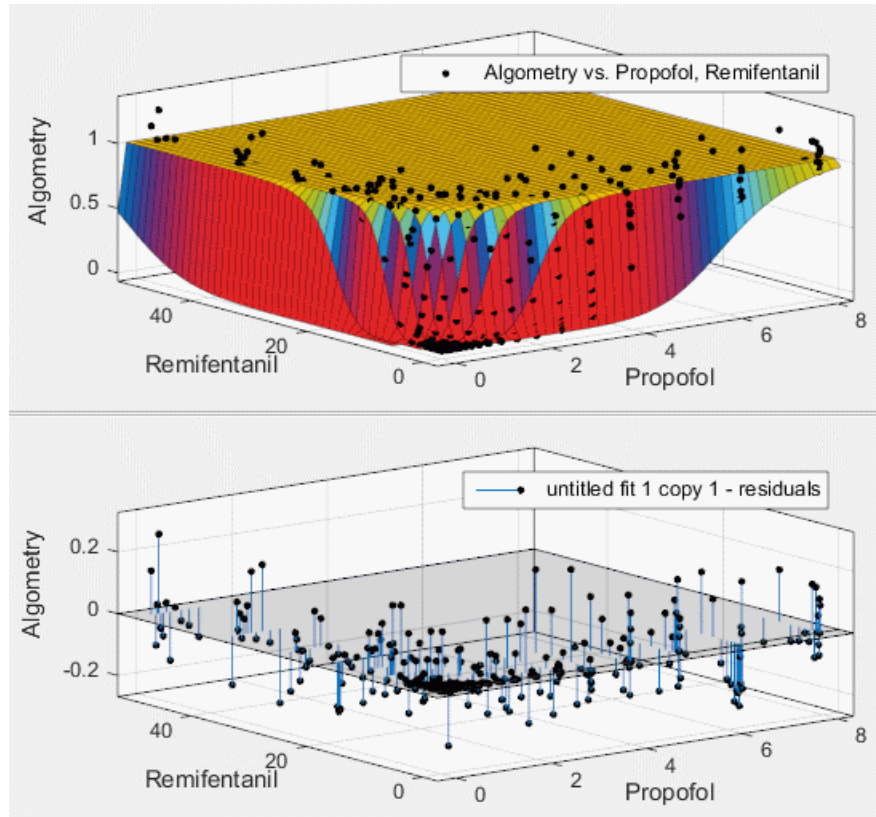 Algometry vs. Propofol, Remifentanil
Algometry
1
0.5
0
40
20
0
Remifentanil
0
2
4
6
8
Propofol
untitled fit 1 copy 1 - residuals
Algometry
0.2
0
-0.2
40
20
0
Remifentanil
0
2
4
6
8
Propofol